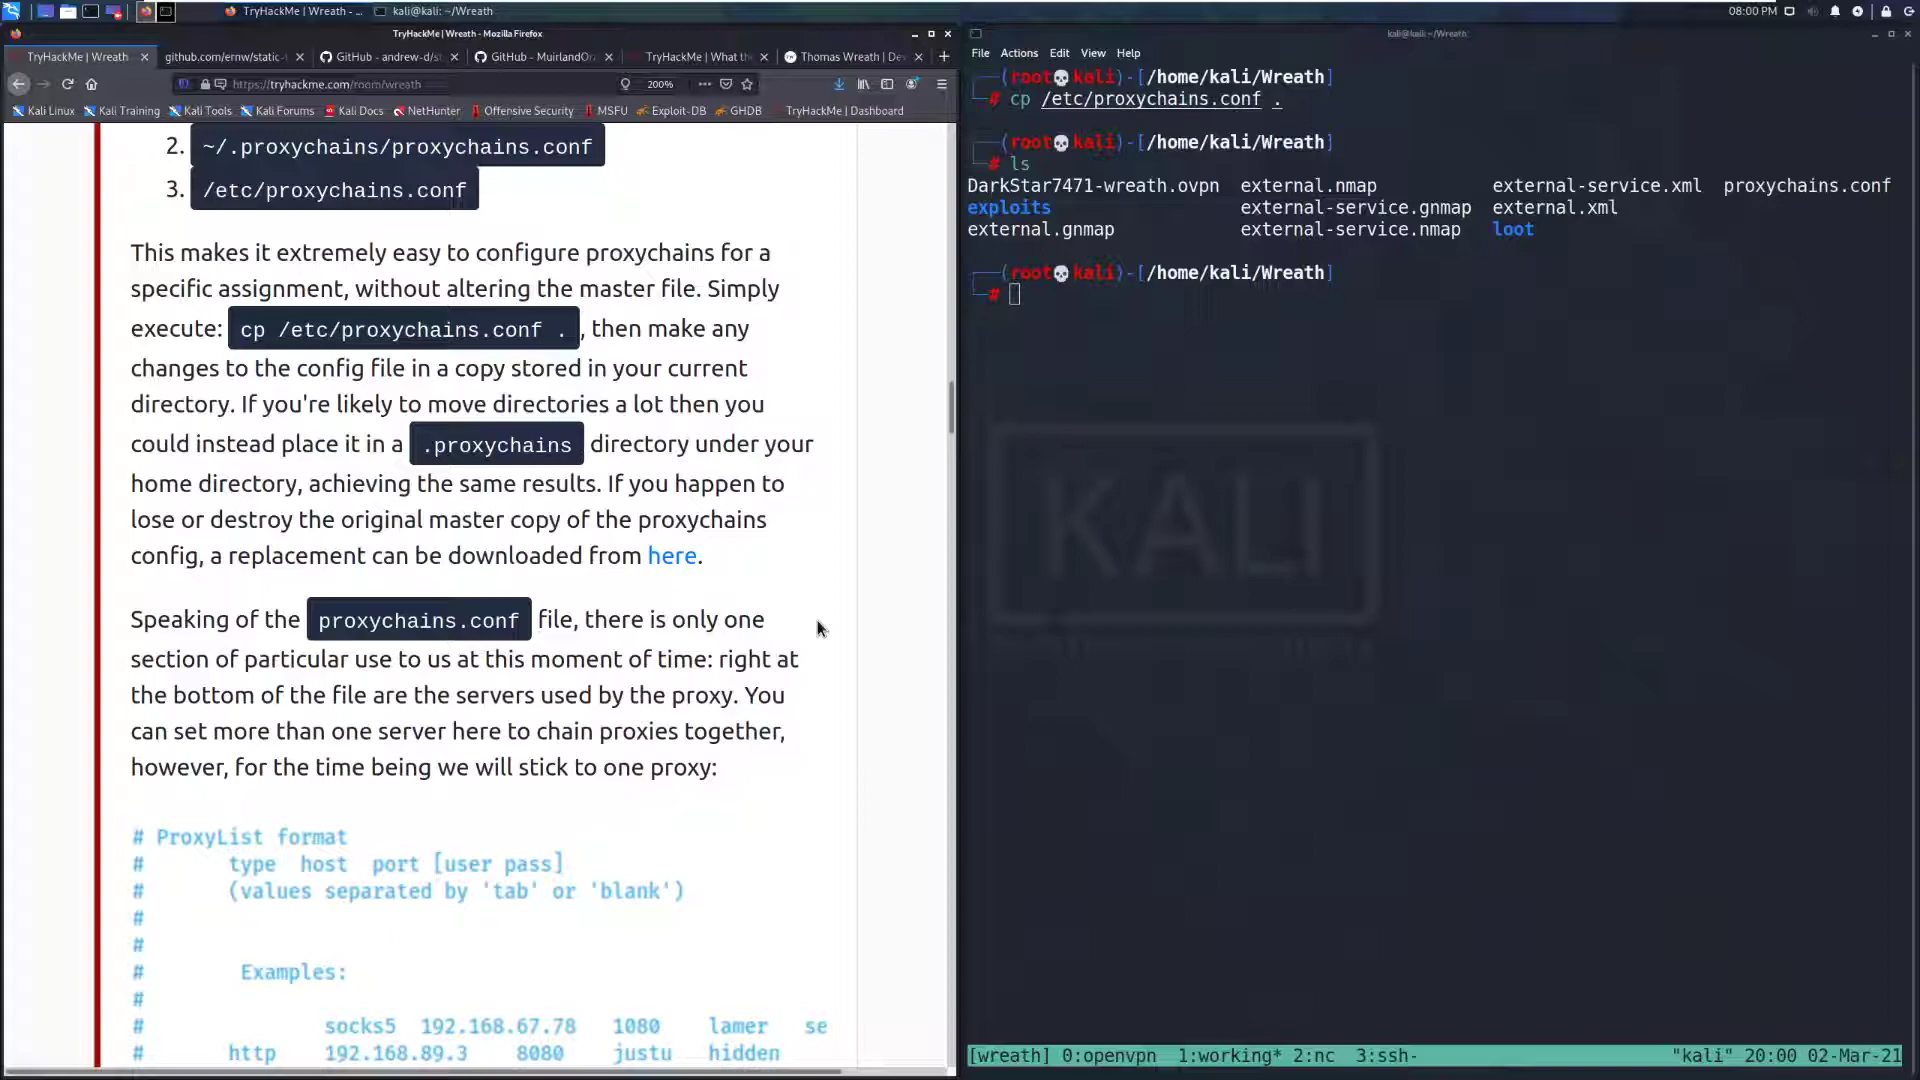 TryHackMe | Wreath - ...
kali@kali: ~/Wreath
08:00 PM
TryHackMe | Wreath - Mozilla Firefox
kali@kali:~/Wreath
TryHackMe | Wreath
github.com/ernw/static-
GitHub - andrew-d/s
GitHub - MuirlandOr
TryHackMe | What th
Thomas Wreath | De
File Actions Edit View Help
https://tryhackme.com/room/wreath
200%
Kali Linux Kali Training Kali Tools Kali Forums Kali Docs NetHunter Offensive Security MSFU Exploit-DB GHDB TryHackMe | Dashboard
2. ~/.proxychains/proxychains.conf
3. /etc/proxychains.conf
This makes it extremely easy to configure proxychains for a
specific assignment, without altering the master file. Simply
execute: cp /etc/proxychains.conf . , then make any
changes to the config file in a copy stored in your current
directory. If you're likely to move directories a lot then you
could instead place it in a .proxychains directory under your
home directory, achieving the same results. If you happen to
lose or destroy the original master copy of the proxychains
config, a replacement can be downloaded from here.
Speaking of the proxychains.conf file, there is only one
section of particular use to us at this moment of time: right at
the bottom of the file are the servers used by the proxy. You
can set more than one server here to chain proxies together,
however, for the time being we will stick to one proxy:
# ProxyList format
# type host port [user pass]
# (values separated by 'tab' or 'blank')
#
#
# Examples:
#
# socks5 192.168.67.78 1080 lamer se
# http 192.168.89.3 8080 justu hidden
(root💀kali)-[/home/kali/Wreath]
# cp /etc/proxychains.conf .
(root💀kali)-[/home/kali/Wreath]
# ls
DarkStar7471-wreath.ovpn external.nmap external-service.xml proxychains.conf
exploits external-service.gnmap external.xml
external.gnmap external-service.nmap loot
(root💀kali)-[/home/kali/Wreath]
#
KALI
[wreath] 0:openvpn 1:working* 2:nc 3:ssh- "kali" 20:00 02-Mar-21